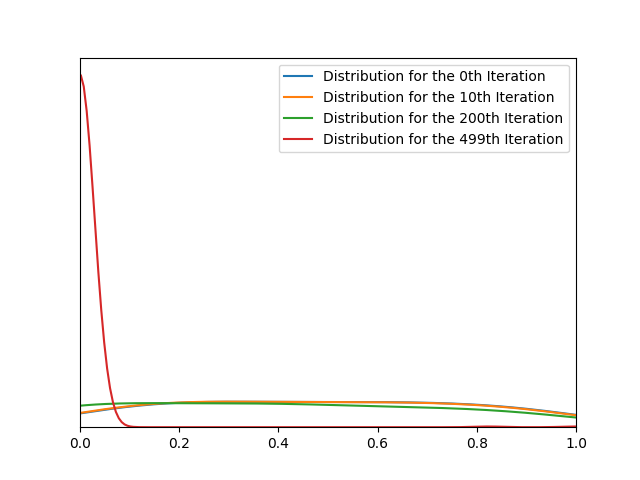 Distribution for the 0th Iteration
Distribution for the 10th Iteration
Distribution for the 200th Iteration
Distribution for the 499th Iteration
0.0 0.2 0.4 0.6 0.8 1.0